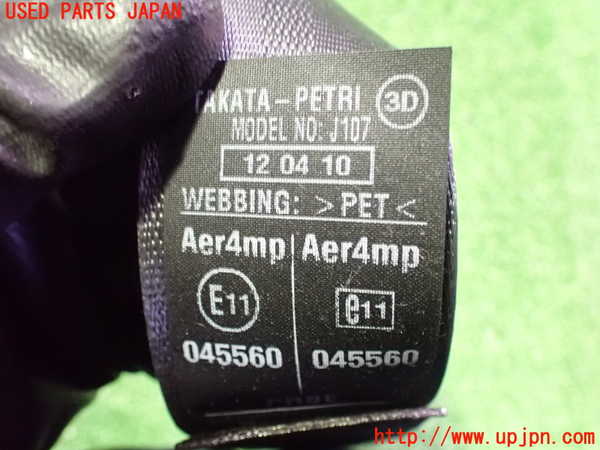 USED PARTS JAPAN
TAKATA-PETRI 3D
MODEL NO: J107
12 04 10
WEBBING: >PET<
Aer4mp Aer4mp
E11 e11
045560 045560
http://www.upjpn.com/